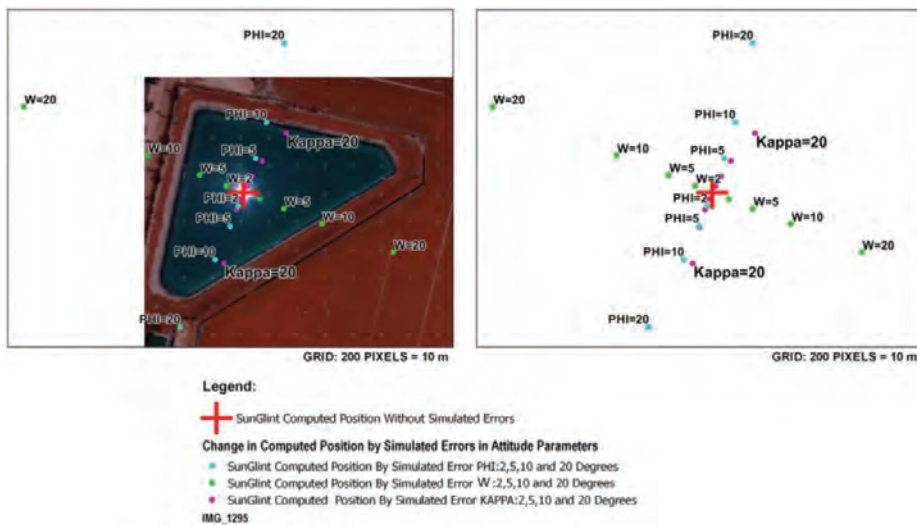 PHI=20
W=20
PHI=10
Kappa=20
W=10
PHI=5
W=5
W=2
PHI=2
W=5
PHI=5
W=10
W=20
PHI=10
Kappa=20
PHI=20
GRID: 200 PIXELS = 10 m
PHI=20
W=20
PHI=10
Kappa=20
W=10
PHI=5
W=5
W=2
PHI=2
W=5
PHI=5
W=10
W=20
PHI=10
Kappa=20
PHI=20
GRID: 200 PIXELS = 10 m
Legend:
SunGlint Computed Position Without Simulated Errors
Change in Computed Position by Simulated Errors in Attitude Parameters
SunGlint Computed Position By Simulated Error PHI:2,5,10 and 20 Degrees
SunGlint Computed Position By Simulated Error W:2,5,10 and 20 Degrees
SunGlint Computed Position By Simulated Error KAPPA:2,5,10 and 20 Degrees
IMG_1295